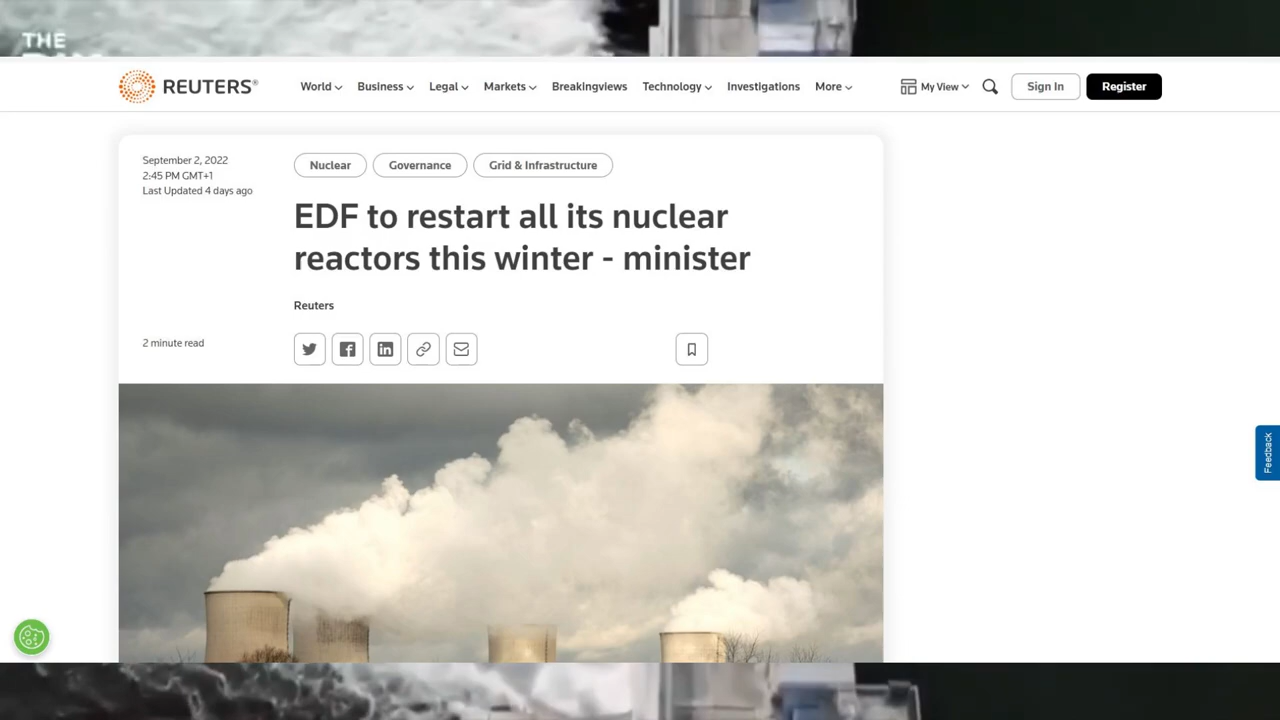 THE
REUTERS®
World
Business
Legal
Markets
Breakingviews
Technology
Investigations
More
My View
Sign In
Register
September 2, 2022
2:45 PM GMT+1
Last Updated 4 days ago
Nuclear
Governance
Grid & Infrastructure
EDF to restart all its nuclear
reactors this winter - minister
Reuters
2 minute read
Feedback